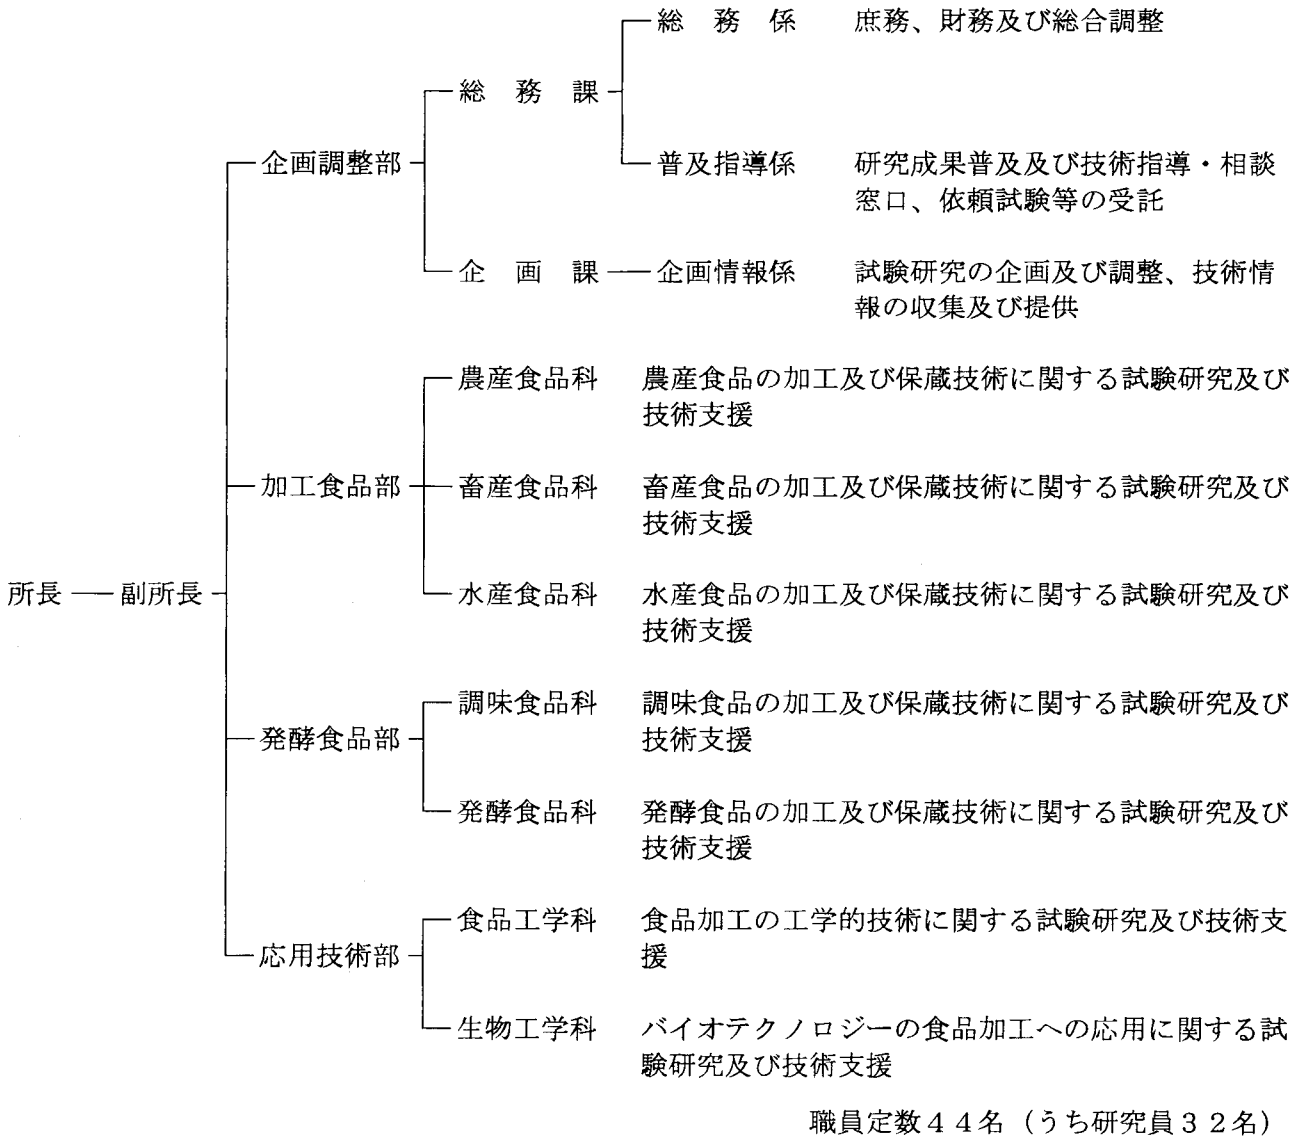 総務係 庶務、財務及び総合調整
総務課
企画調整部
普及指導係 研究成果普及及び技術指導・相談
窓口、依頼試験等の受託
企画課 企画情報係 試験研究の企画及び調整、技術情
報の収集及び提供
農産食品科 農産食品の加工及び保蔵技術に関する試験研究及び
技術支援
加工食品部 畜産食品科 畜産食品の加工及び保蔵技術に関する試験研究及び
技術支援
所長 副所長 水産食品科 水産食品の加工及び保蔵技術に関する試験研究及び
技術支援
調味食品科 調味食品の加工及び保蔵技術に関する試験研究及び
発酵食品部 技術支援
発酵食品科 発酵食品の加工及び保蔵技術に関する試験研究及び
技術支援
食品工学科 食品加工の工学的技術に関する試験研究及び技術支
応用技術部 援
生物工学科 バイオテクノロジーの食品加工への応用に関する試
験研究及び技術支援
職員定数44名（うち研究員32名）